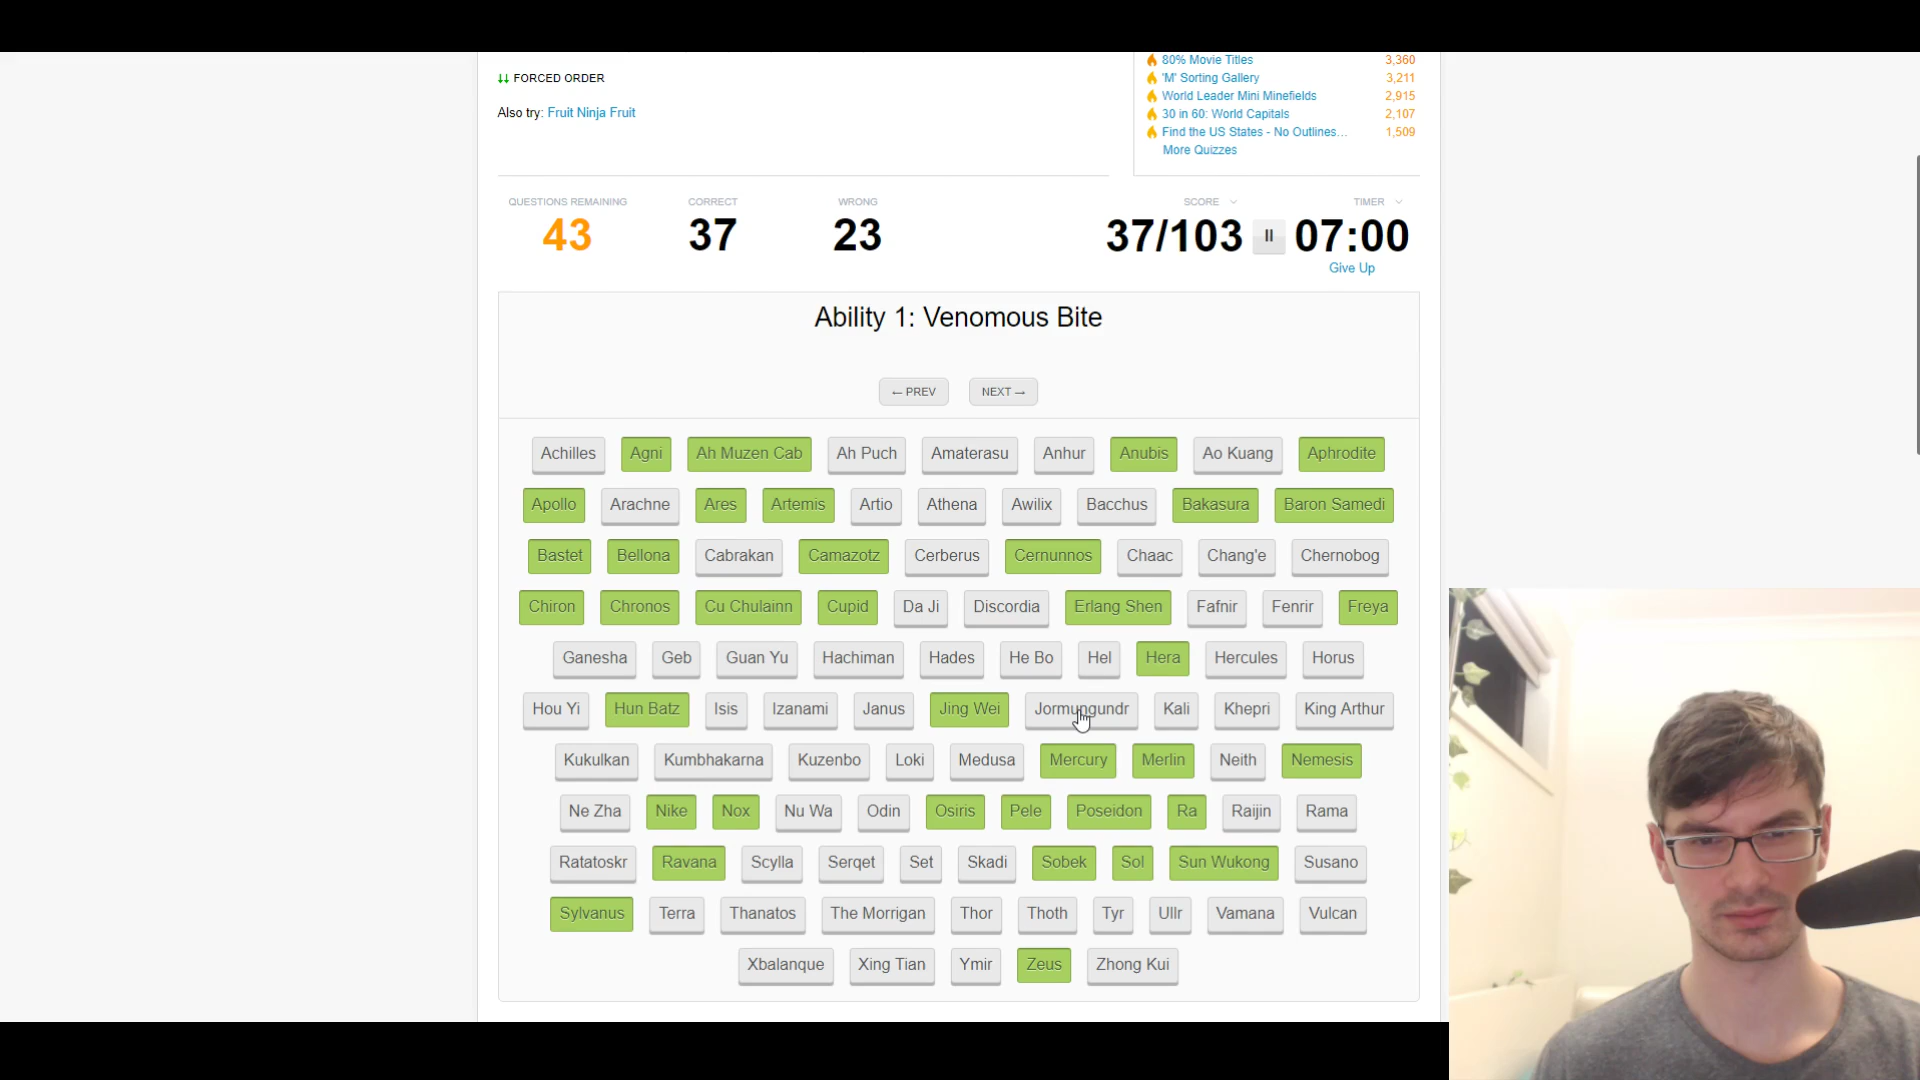 80% Movie Titles 3,360
↓↓ FORCED ORDER
'M' Sorting Gallery 3,211
World Leader Mini Minefields 2,915
Also try: Fruit Ninja Fruit
30 in 60: World Capitals 2,107
Find the US States - No Outlines... 1,509
More Quizzes
QUESTIONS REMAINING CORRECT WRONG SCORE TIMER
43 37 23 37/103 07:00
Give Up
Ability 1: Venomous Bite
← PREV NEXT →
Achilles Agni Ah Muzen Cab Ah Puch Amaterasu Anhur Anubis Ao Kuang Aphrodite
Apollo Arachne Ares Artemis Artio Athena Awilix Bacchus Bakasura Baron Samedi
Bastet Bellona Cabrakan Camazotz Cerberus Cernunnos Chaac Chang'e Chernobog
Chiron Chronos Cu Chulainn Cupid Da Ji Discordia Erlang Shen Fafnir Fenrir Freya
Ganesha Geb Guan Yu Hachiman Hades He Bo Hel Hera Hercules Horus
Hou Yi Hun Batz Isis Izanami Janus Jing Wei Jormungundr Kali Khepri King Arthur
Kukulkan Kumbhakarna Kuzenbo Loki Medusa Mercury Merlin Neith Nemesis
Ne Zha Nike Nox Nu Wa Odin Osiris Pele Poseidon Ra Raijin Rama
Ratatoskr Ravana Scylla Serqet Set Skadi Sobek Sol Sun Wukong Susano
Sylvanus Terra Thanatos The Morrigan Thor Thoth Tyr Ullr Vamana Vulcan
Xbalanque Xing Tian Ymir Zeus Zhong Kui